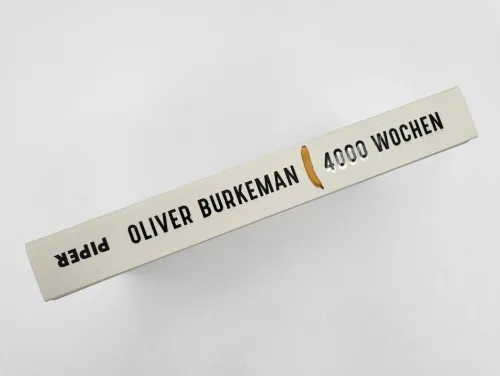 PIPER
OLIVER BURKEMAN
4000 WOCHEN